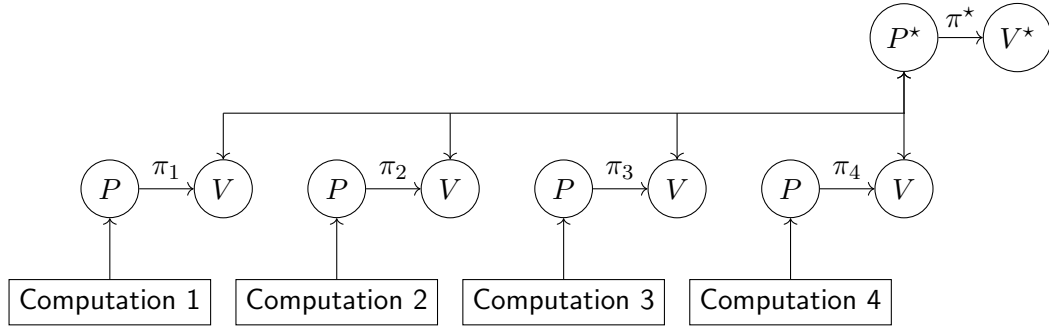 P⋆ π⋆ V⋆
P π₁ V P π₂ V P π₃ V P π₄ V
Computation 1 Computation 2 Computation 3 Computation 4